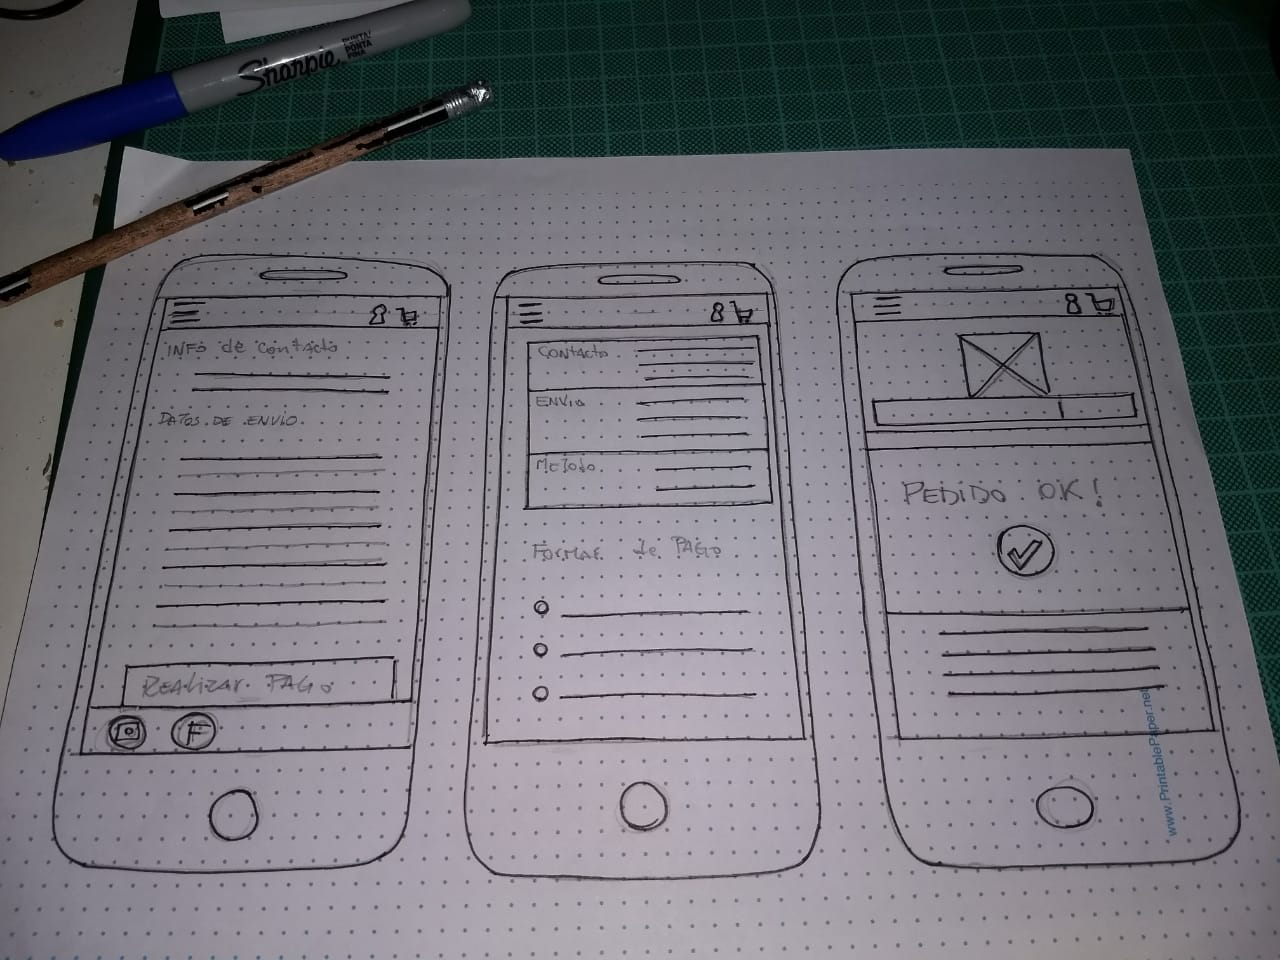 Sharpie
PUNTA/
PONTA
FINA
INFO de contacto
DATOS DE ENVIO
REALIZAR PAGO
F
CONTACTO
ENVIO
METODO
FORMAS de PAGO
PEDIDO OK!
www.PrintablePaper.net